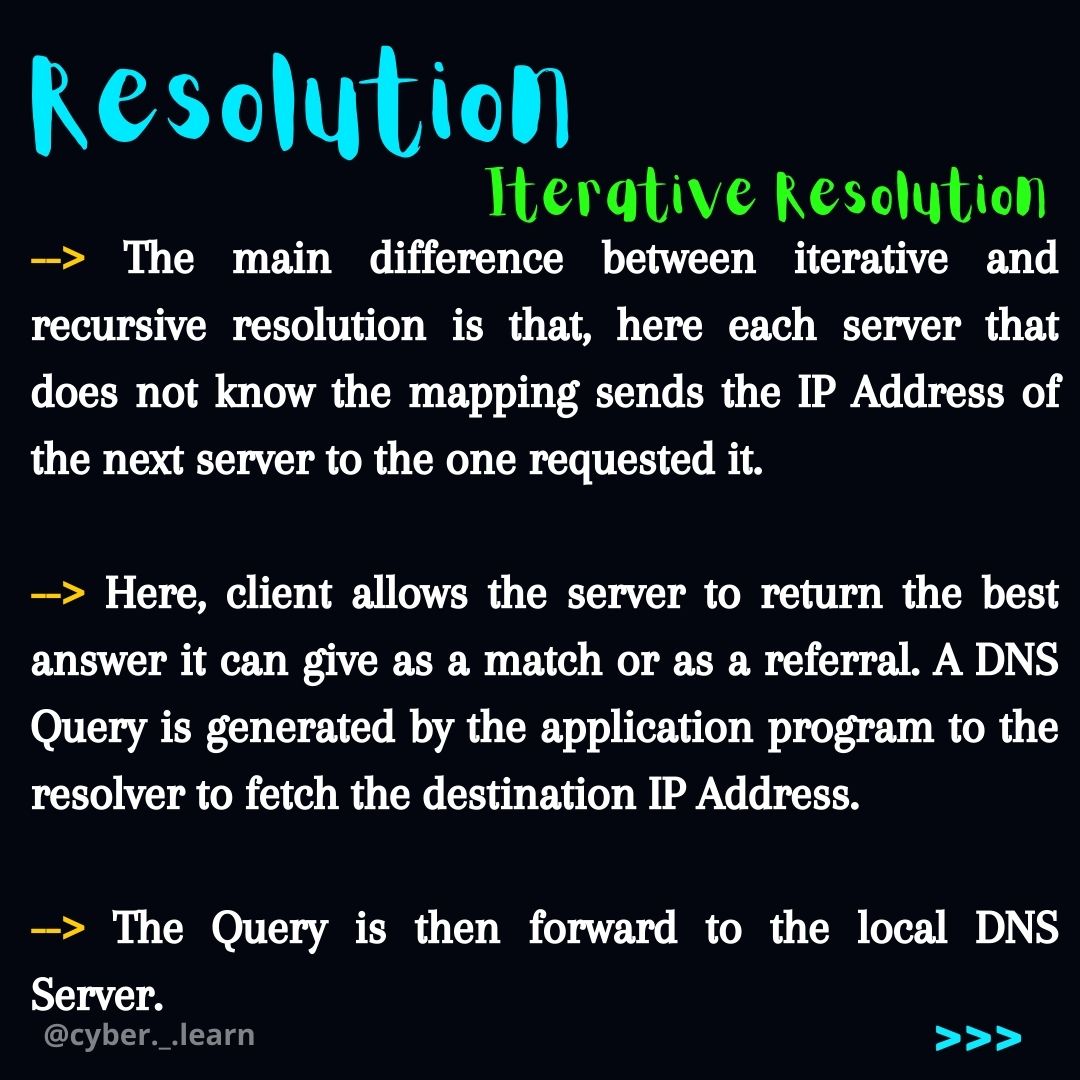 Resolution
Iterative Resolution
--> The main difference between iterative and
recursive resolution is that, here each server that
does not know the mapping sends the IP Address of
the next server to the one requested it.
--> Here, client allows the server to return the best
answer it can give as a match or as a referral. A DNS
Query is generated by the application program to the
resolver to fetch the destination IP Address.
--> The Query is then forward to the local DNS
Server.
@cyber._.learn
>>>